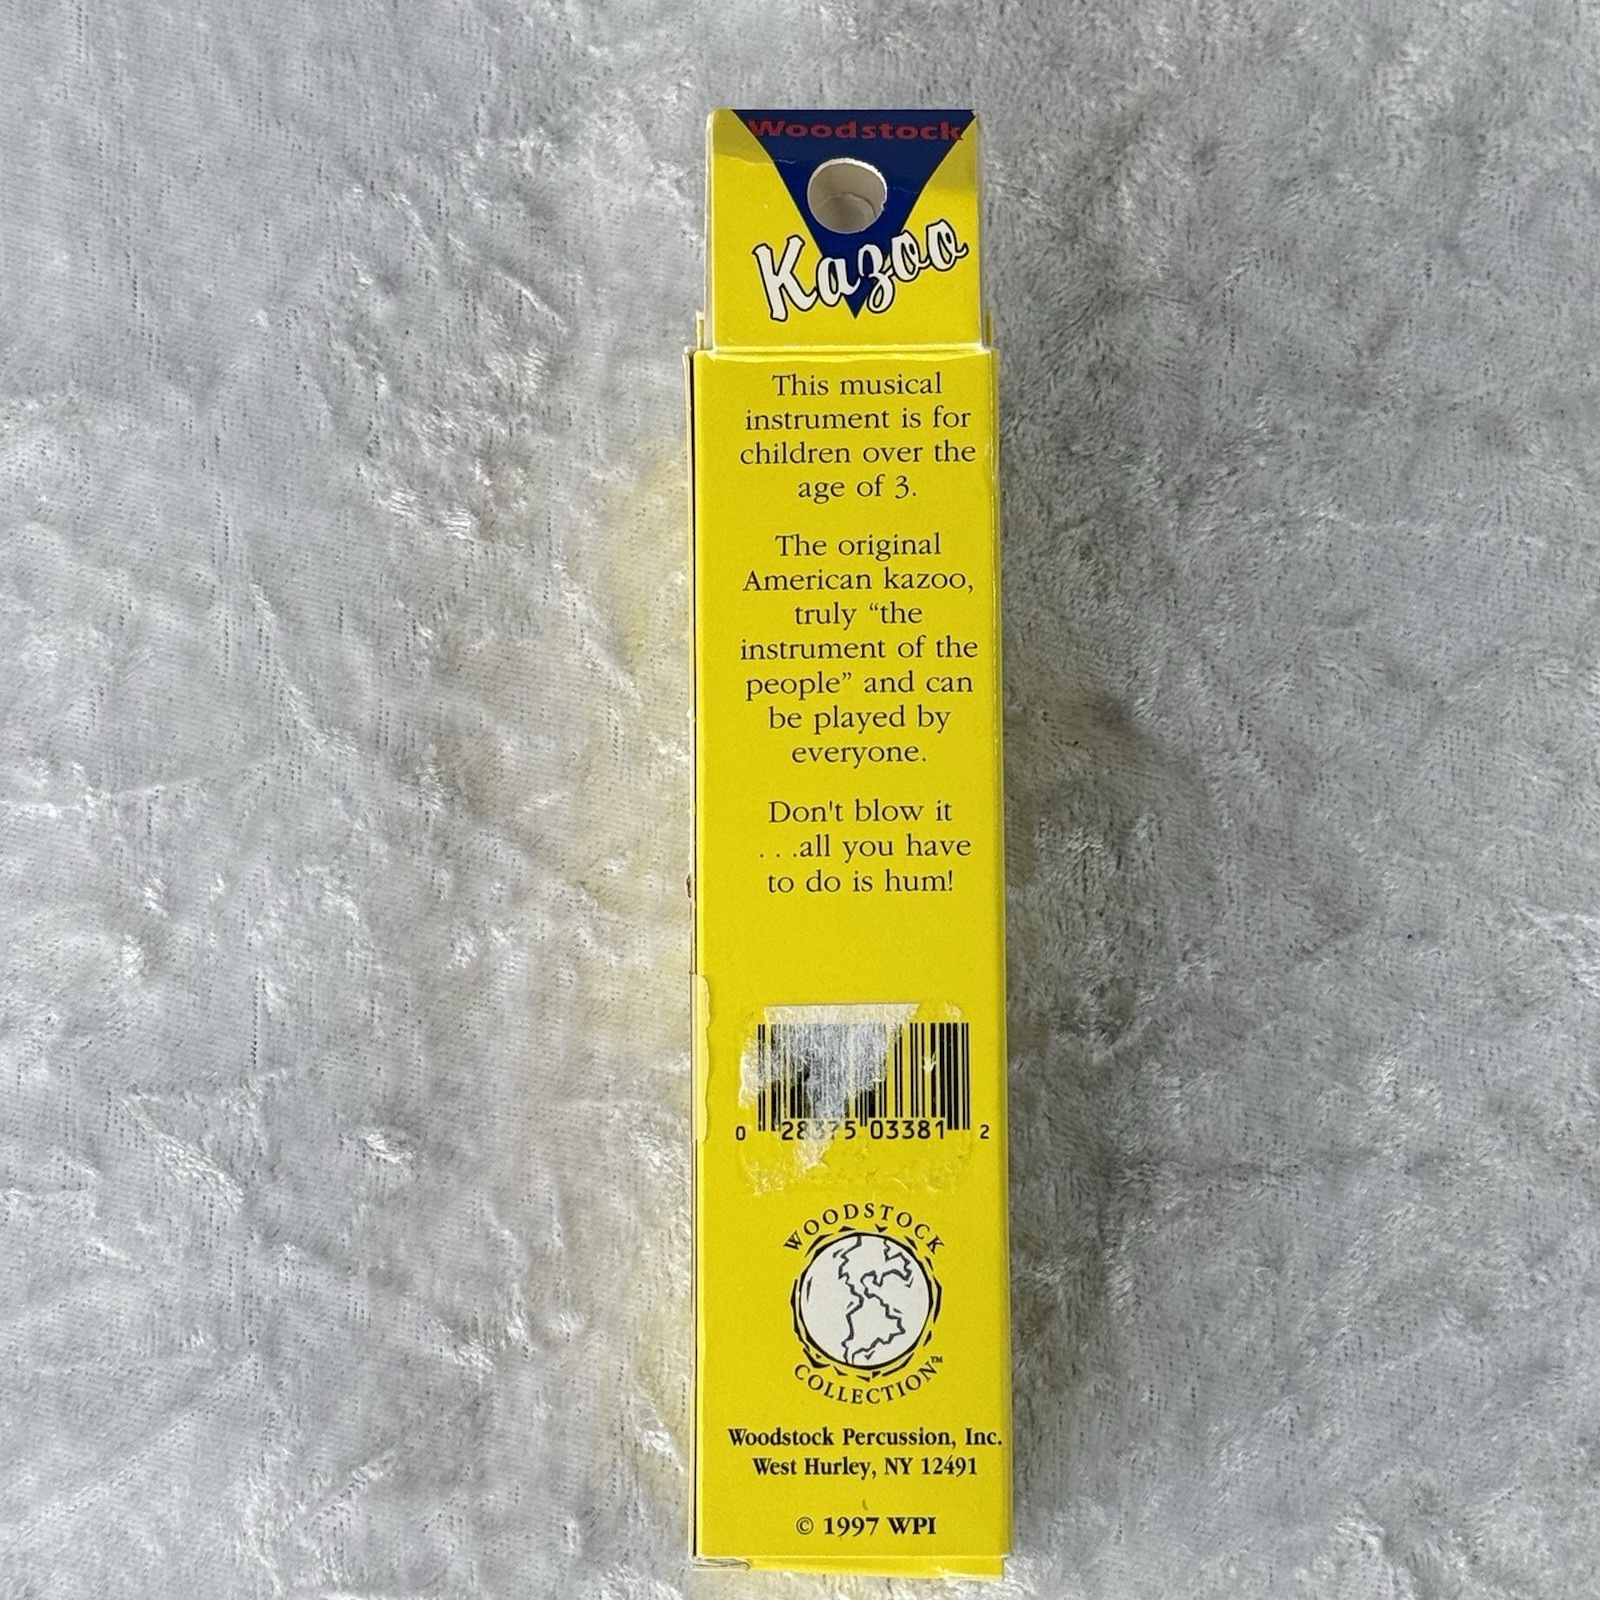 Woodstock
Kazoo
This musical
instrument is for
children over the
age of 3.
The original
American kazoo,
truly “the
instrument of the
people” and can
be played by
everyone.
Don't blow it
. . .all you have
to do is hum!
0 28375 03381 2
WOODSTOCK
COLLECTION™
Woodstock Percussion, Inc.
West Hurley, NY 12491
© 1997 WPI